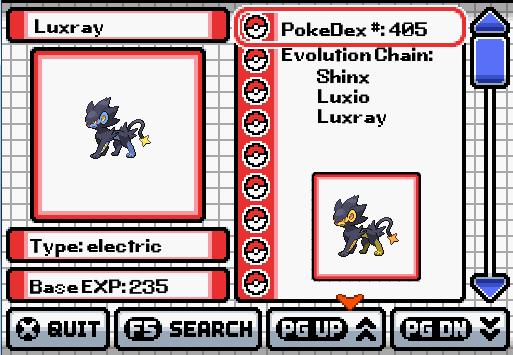 Luxray
PokeDex #: 405
Evolution Chain:
Shinx
Luxio
Luxray
Type: electric
Base EXP: 235
X QUIT
F5 SEARCH
PG UP
PG DN